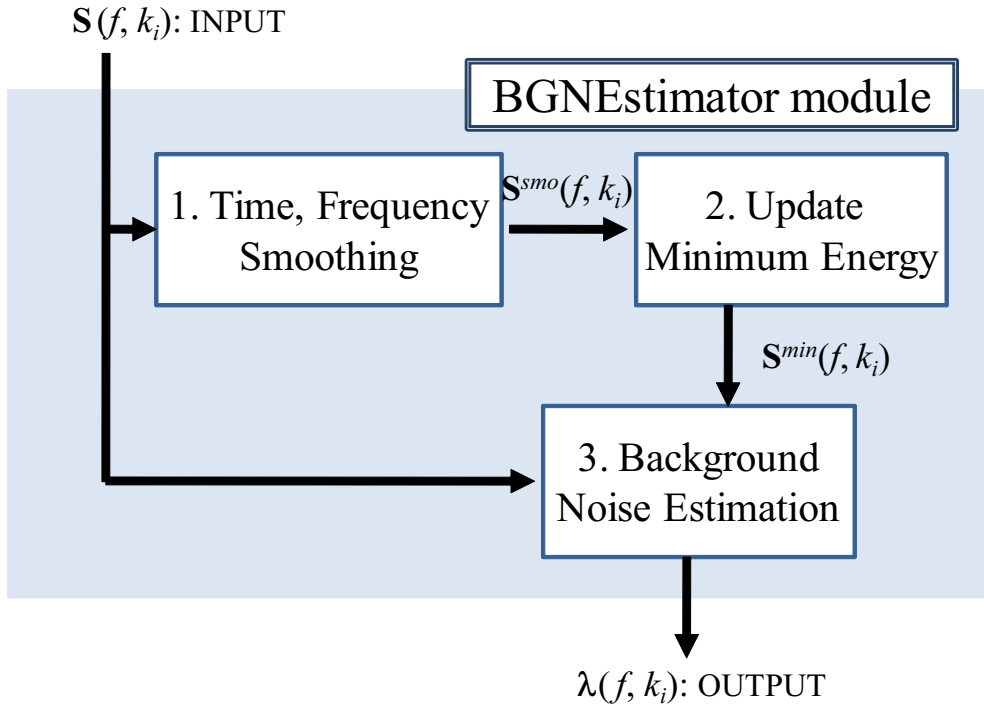 S(f, kᵢ): INPUT
BGNEstimator module
1. Time, Frequency
Smoothing
Sˢᵐᵒ(f, kᵢ)
2. Update
Minimum Energy
Sᵐⁱⁿ(f, kᵢ)
3. Background
Noise Estimation
λ(f, kᵢ): OUTPUT